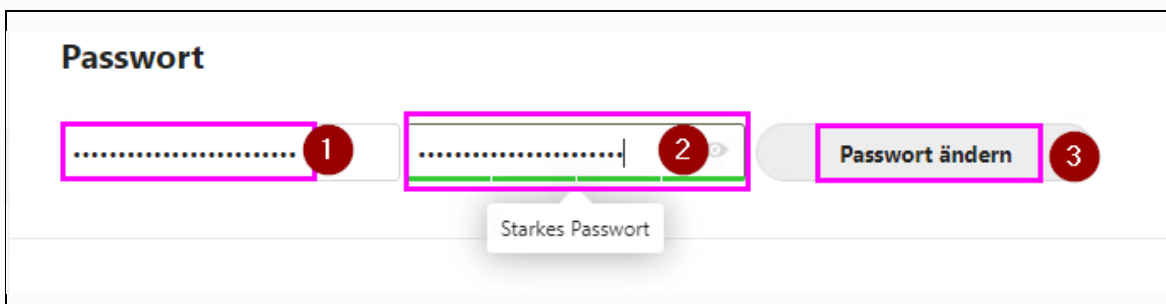 Passwort
........................ 1
....................... 2
Passwort ändern 3
Starkes Passwort